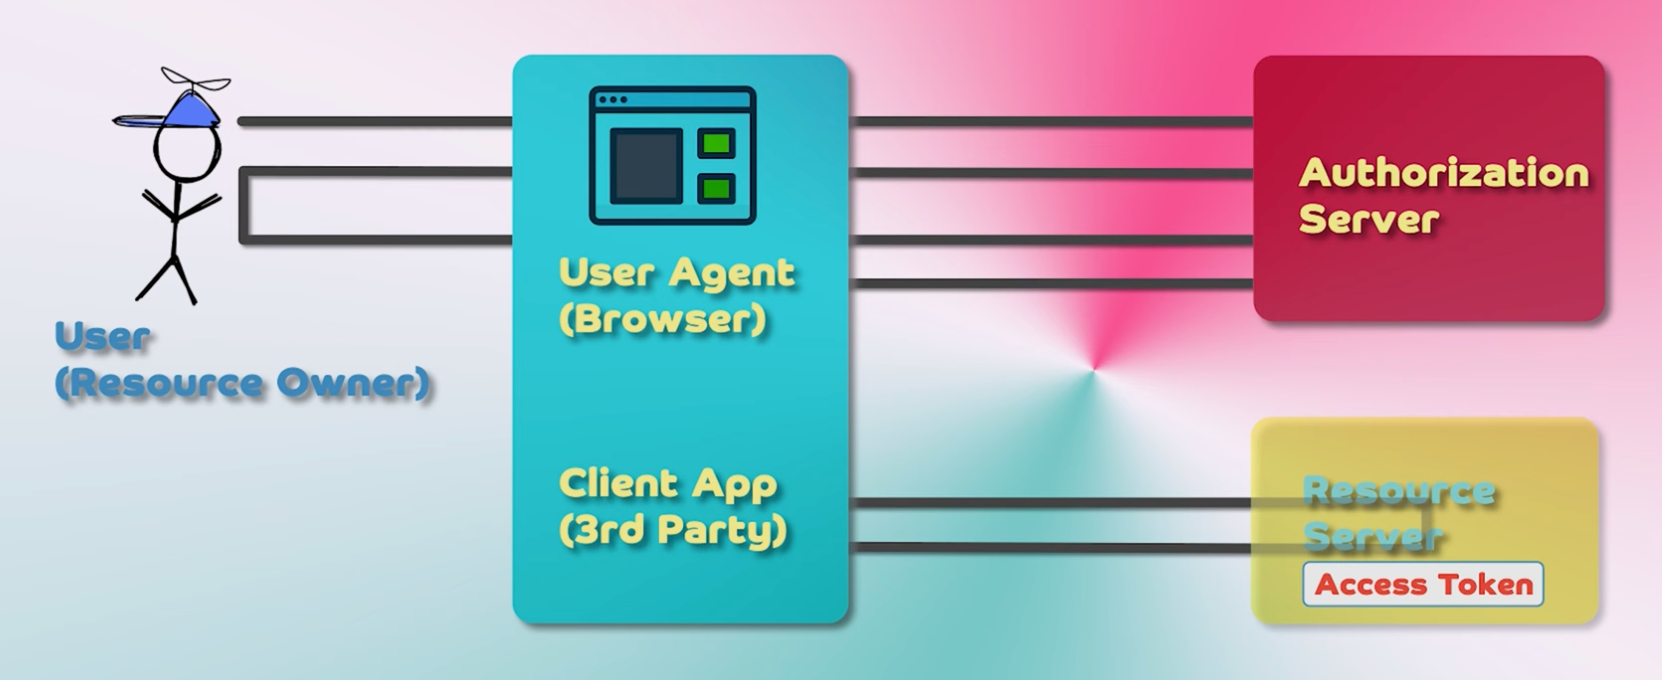 User
(Resource Owner)
User Agent
(Browser)
Client App
(3rd Party)
Authorization
Server
Resource
Server
Access Token